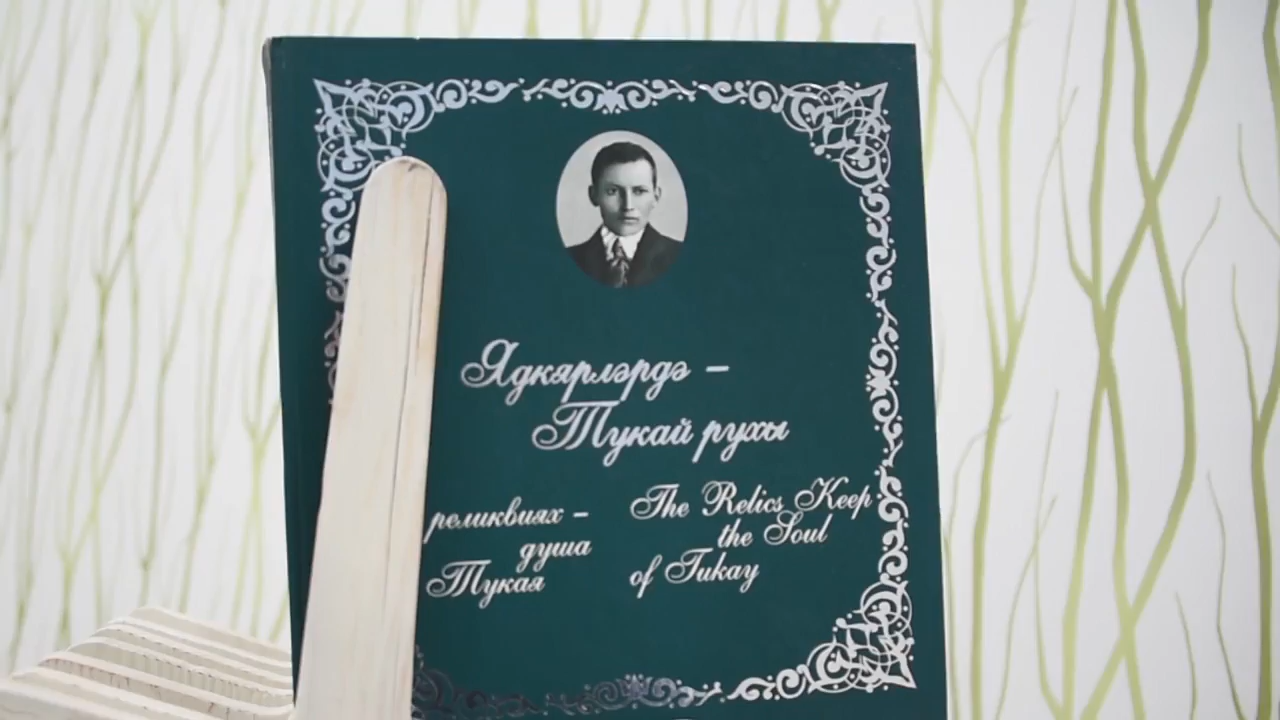 Ядкярләрдә –
Тукай рухы
реликвиях –
душа
Тукая
The Relics Keep
the Soul
of Tukay